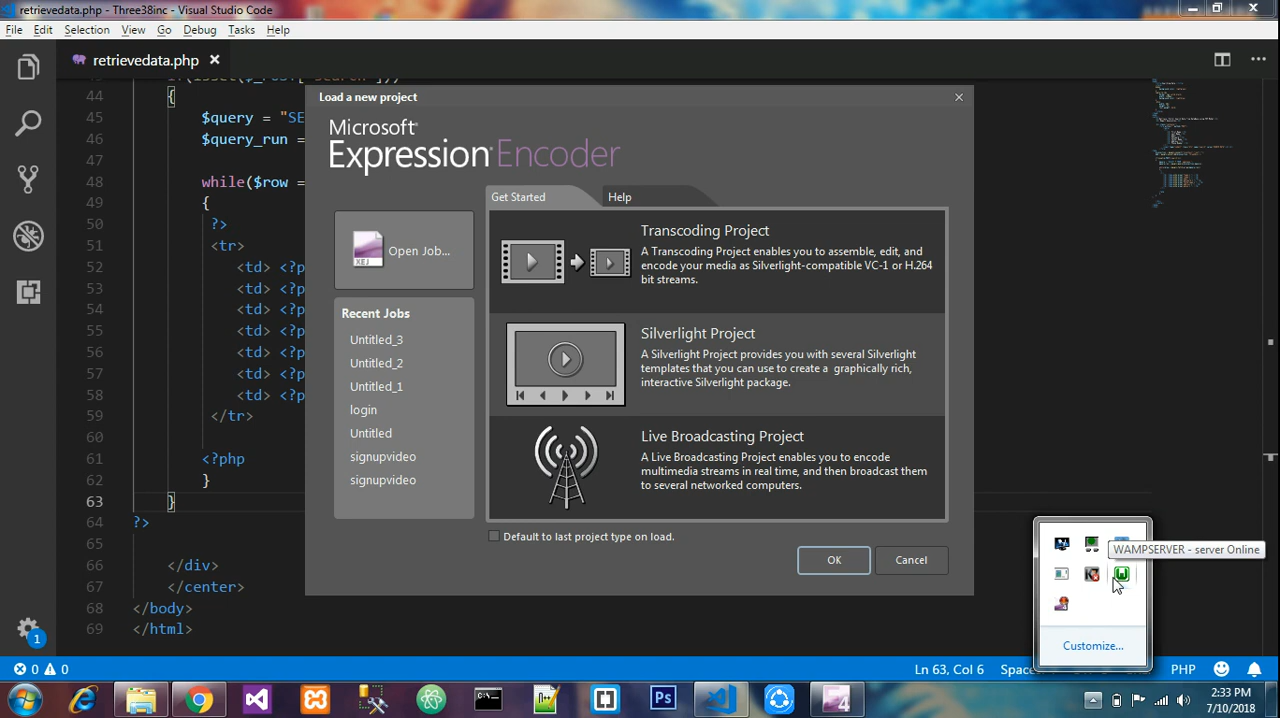 retrievedata.php - Three38inc - Visual Studio Code
File Edit Selection View Go Debug Tasks Help
retrievedata.php
44 {
45 $query = "SE
46 $query_run =
47
48 while($row =
49 {
50 ?>
51 <tr>
52 <td> <?p
53 <td> <?p
54 <td> <?p
55 <td> <?p
56 <td> <?p
57 <td> <?p
58 <td> <?p
59 </tr>
60
61 <?php
62 }
63 }
64 ?>
65
66 </div>
67 </center>
68 </body>
69 </html>
Load a new project
Microsoft
Expression Encoder
Get Started Help
XEJ
Open Job...
Recent Jobs
Untitled_3
Untitled_2
Untitled_1
login
Untitled
signupvideo
signupvideo
Transcoding Project
A Transcoding Project enables you to assemble, edit, and
encode your media as Silverlight-compatible VC-1 or H.264
bit streams.
Silverlight Project
A Silverlight Project provides you with several Silverlight
templates that you can use to create a graphically rich,
interactive Silverlight package.
Live Broadcasting Project
A Live Broadcasting Project enables you to encode
multimedia streams in real time, and then broadcast them
to several networked computers.
Default to last project type on load.
OK Cancel
WAMPSERVER - server Online
Customize...
1
0 0
Ln 63, Col 6 Space PHP
Ps
4
2:33 PM
7/10/2018